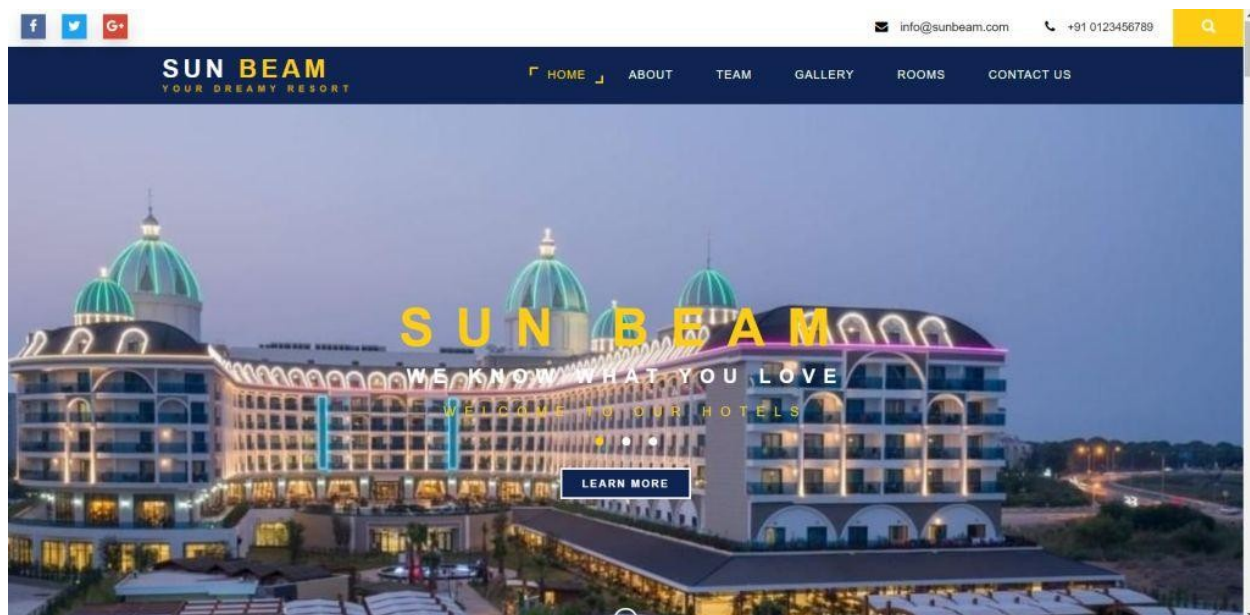 f G+ info@sunbeam.com +91 0123456789
SUN BEAM
YOUR DREAMY RESORT
HOME ABOUT TEAM GALLERY ROOMS CONTACT US
SUN BEAM
WE KNOW WHAT YOU LOVE
WELCOME TO OUR HOTELS
LEARN MORE